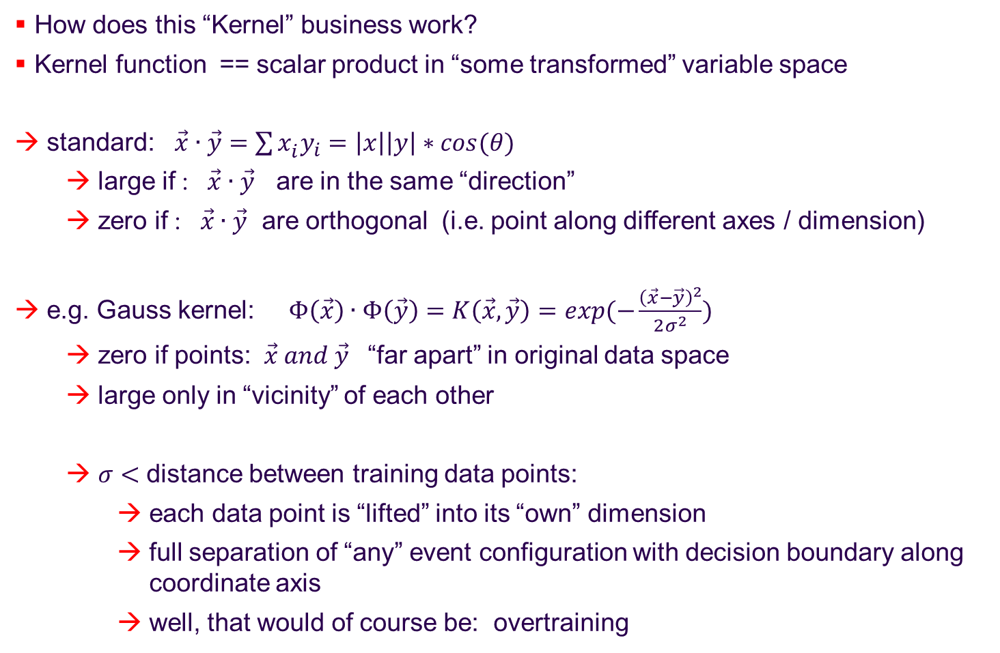 ▪ How does this “Kernel” business work?
▪ Kernel function == scalar product in “some transformed” variable space
→ standard: $\vec{x} \cdot \vec{y} = \sum x_i y_i = |x||y| * cos(\theta)$
→ large if : $\vec{x} \cdot \vec{y}$ are in the same “direction”
→ zero if : $\vec{x} \cdot \vec{y}$ are orthogonal (i.e. point along different axes / dimension)
→ e.g. Gauss kernel: $\Phi(\vec{x}) \cdot \Phi(\vec{y}) = K(\vec{x}, \vec{y}) = exp(-\frac{(\vec{x}-\vec{y})^2}{2\sigma^2})$
→ zero if points: $\vec{x}$ and $\vec{y}$ “far apart” in original data space
→ large only in “vicinity” of each other
→ $\sigma <$ distance between training data points:
→ each data point is “lifted” into its “own” dimension
→ full separation of “any” event configuration with decision boundary along
coordinate axis
→ well, that would of course be: overtraining